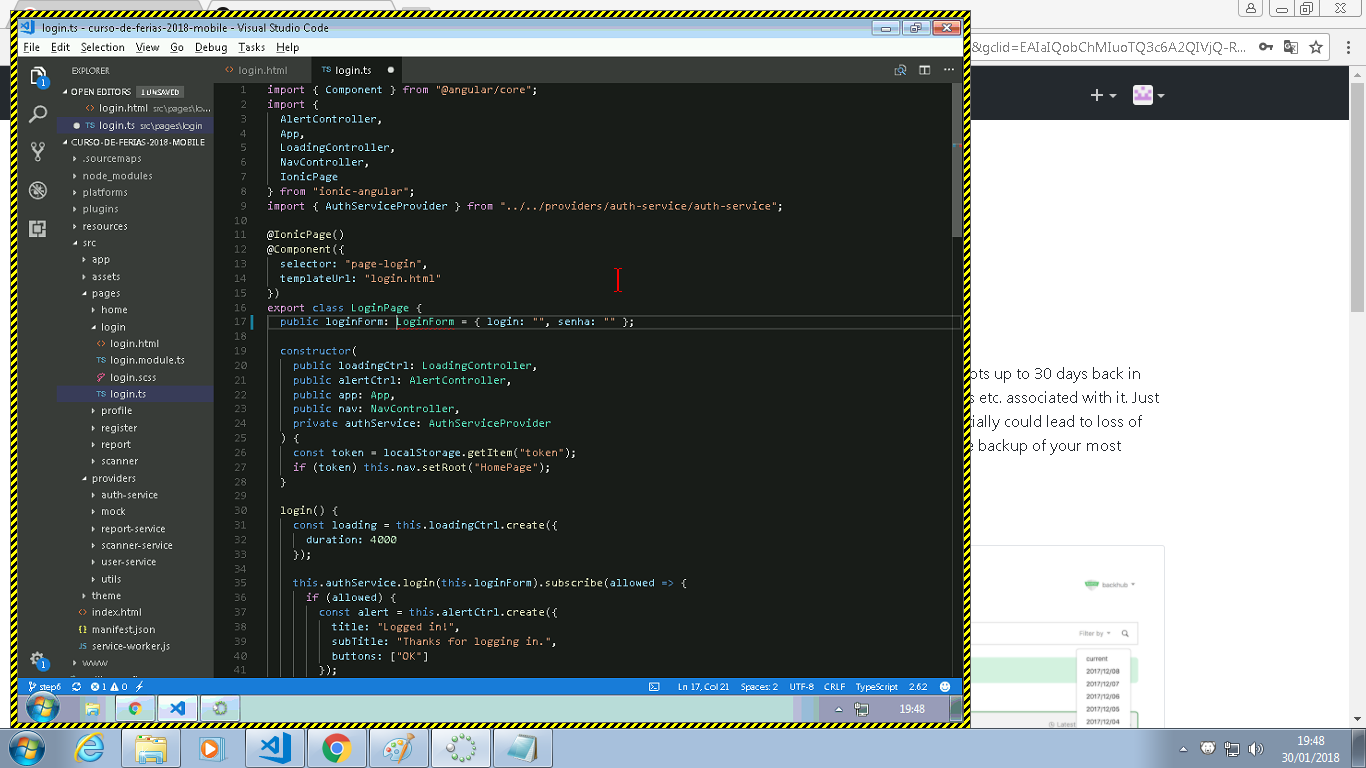 login.ts - curso-de-ferias-2018-mobile - Visual Studio Code
File Edit Selection View Go Debug Tasks Help
EXPLORER
OPEN EDITORS 1 UNSAVED
login.html src\pages\lo...
login.ts src\pages\login
CURSO-DE-FERIAS-2018-MOBILE
.sourcemaps
node_modules
platforms
plugins
resources
src
app
assets
pages
home
login
login.html
login.module.ts
login.scss
TS login.ts
profile
register
report
scanner
providers
auth-service
mock
report-service
scanner-service
user-service
utils
theme
index.html
manifest.json
JS service-worker.js
www
login.html
TS login.ts
1 import { Component } from "@angular/core";
2 import {
3 AlertController,
4 App,
5 LoadingController,
6 NavController,
7 IonicPage
8 } from "ionic-angular";
9 import { AuthServiceProvider } from "../../providers/auth-service/auth-service";
10
11 @IonicPage()
12 @Component({
13 selector: "page-login",
14 templateUrl: "login.html"
15 })
16 export class LoginPage {
17 public loginForm: LoginForm = { login: "", senha: "" };
18
19 constructor(
20 public loadingCtrl: LoadingController,
21 public alertCtrl: AlertController,
22 public app: App,
23 public nav: NavController,
24 private authService: AuthServiceProvider
25 ) {
26 const token = localStorage.getItem("token");
27 if (token) this.nav.setRoot("HomePage");
28 }
29
30 login() {
31 const loading = this.loadingCtrl.create({
32 duration: 4000
33 });
34
35 this.authService.login(this.loginForm).subscribe(allowed => {
36 if (allowed) {
37 const alert = this.alertCtrl.create({
38 title: "Logged in!",
39 subTitle: "Thanks for logging in.",
40 buttons: ["OK"]
41 });
step6 1 0 Ln 17, Col 21 Spaces: 2 UTF-8 CRLF TypeScript 2.6.2
19:48
&gclid=EAIaIQobChMIuoTQ3c6A2QIVjQ-R...
ots up to 30 days back in
s etc. associated with it. Just
ially could lead to loss of
e backup of your most
backhub
Filter by
current
2017/12/08
2017/12/07
2017/12/06
2017/12/05
2017/12/04
Latest
19:48
30/01/2018